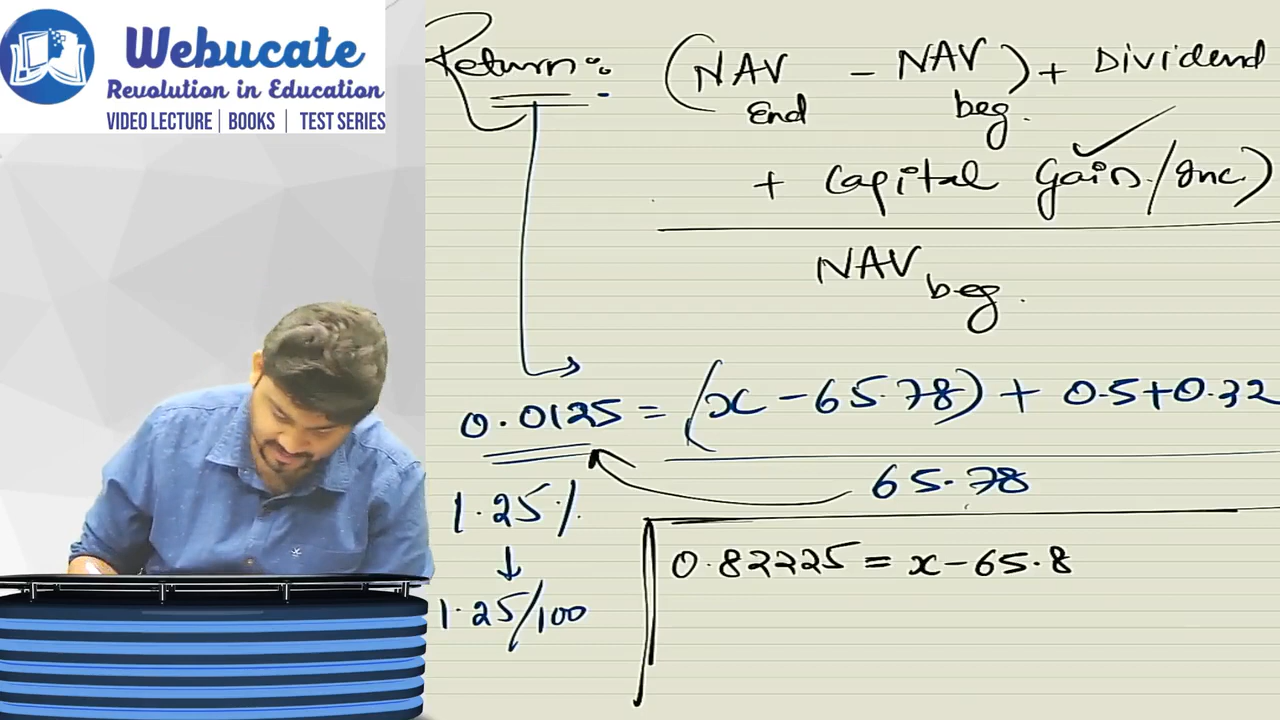 Webucate
Revolution in Education
VIDEO LECTURE | BOOKS | TEST SERIES
Return:- (NAV End - NAV beg.) + Dividend
+ Capital Gain/Inc)
NAV beg.
0.0125 = (x - 65.78) + 0.5+0.32
65.78
1.25%
1.25/100
0.82225 = x - 65.8